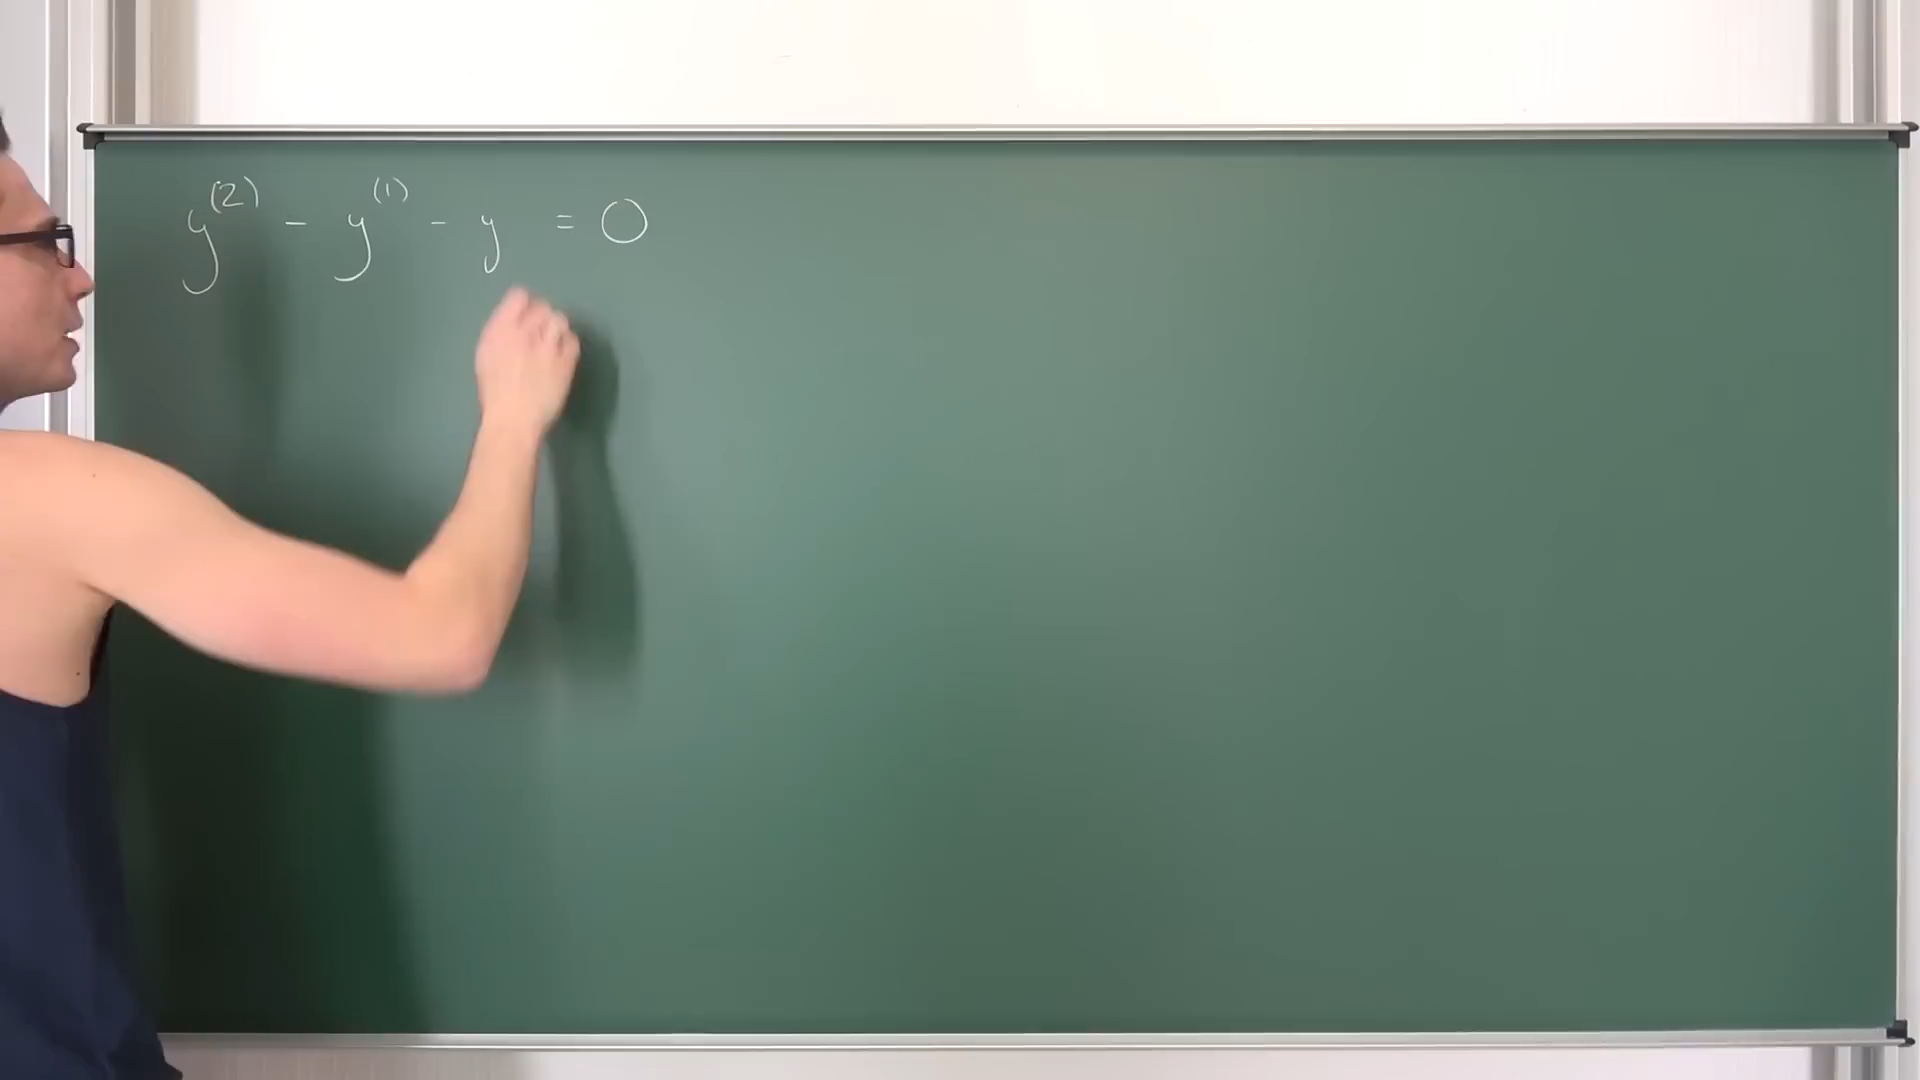 y^(2) - y^(1) - y = 0